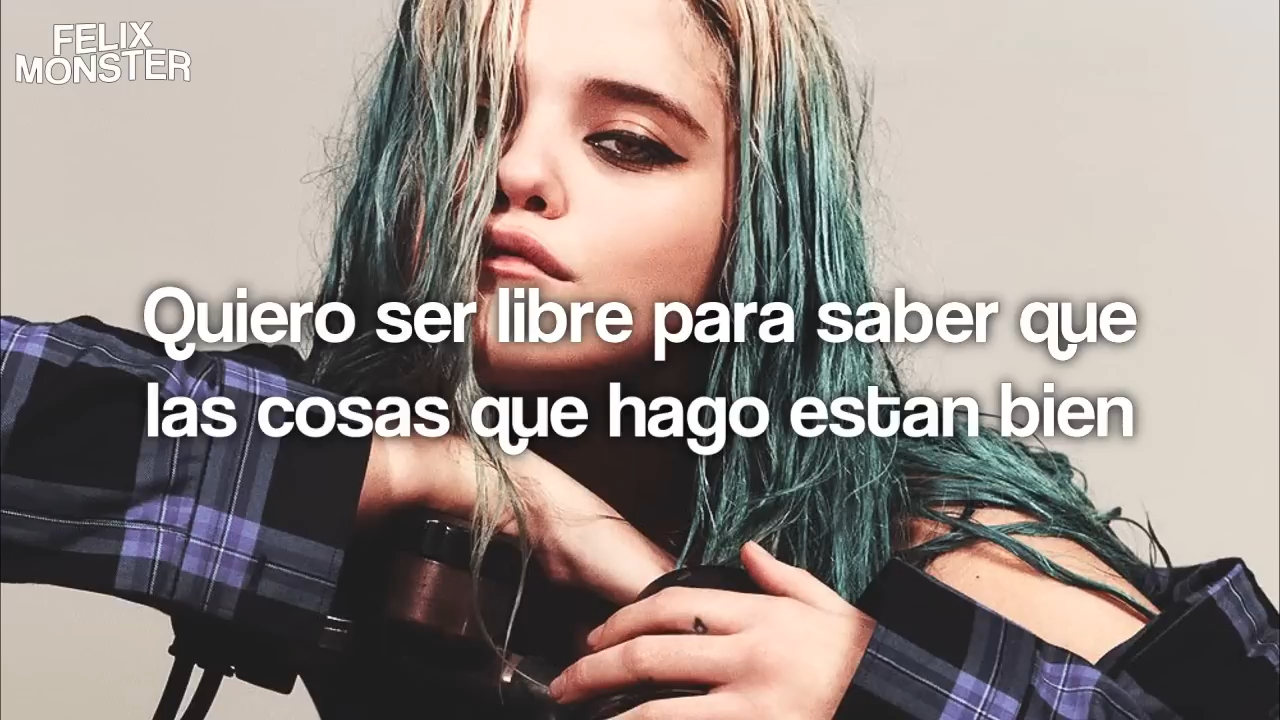 FELIX
MONSTER
Quiero ser libre para saber que
las cosas que hago estan bien